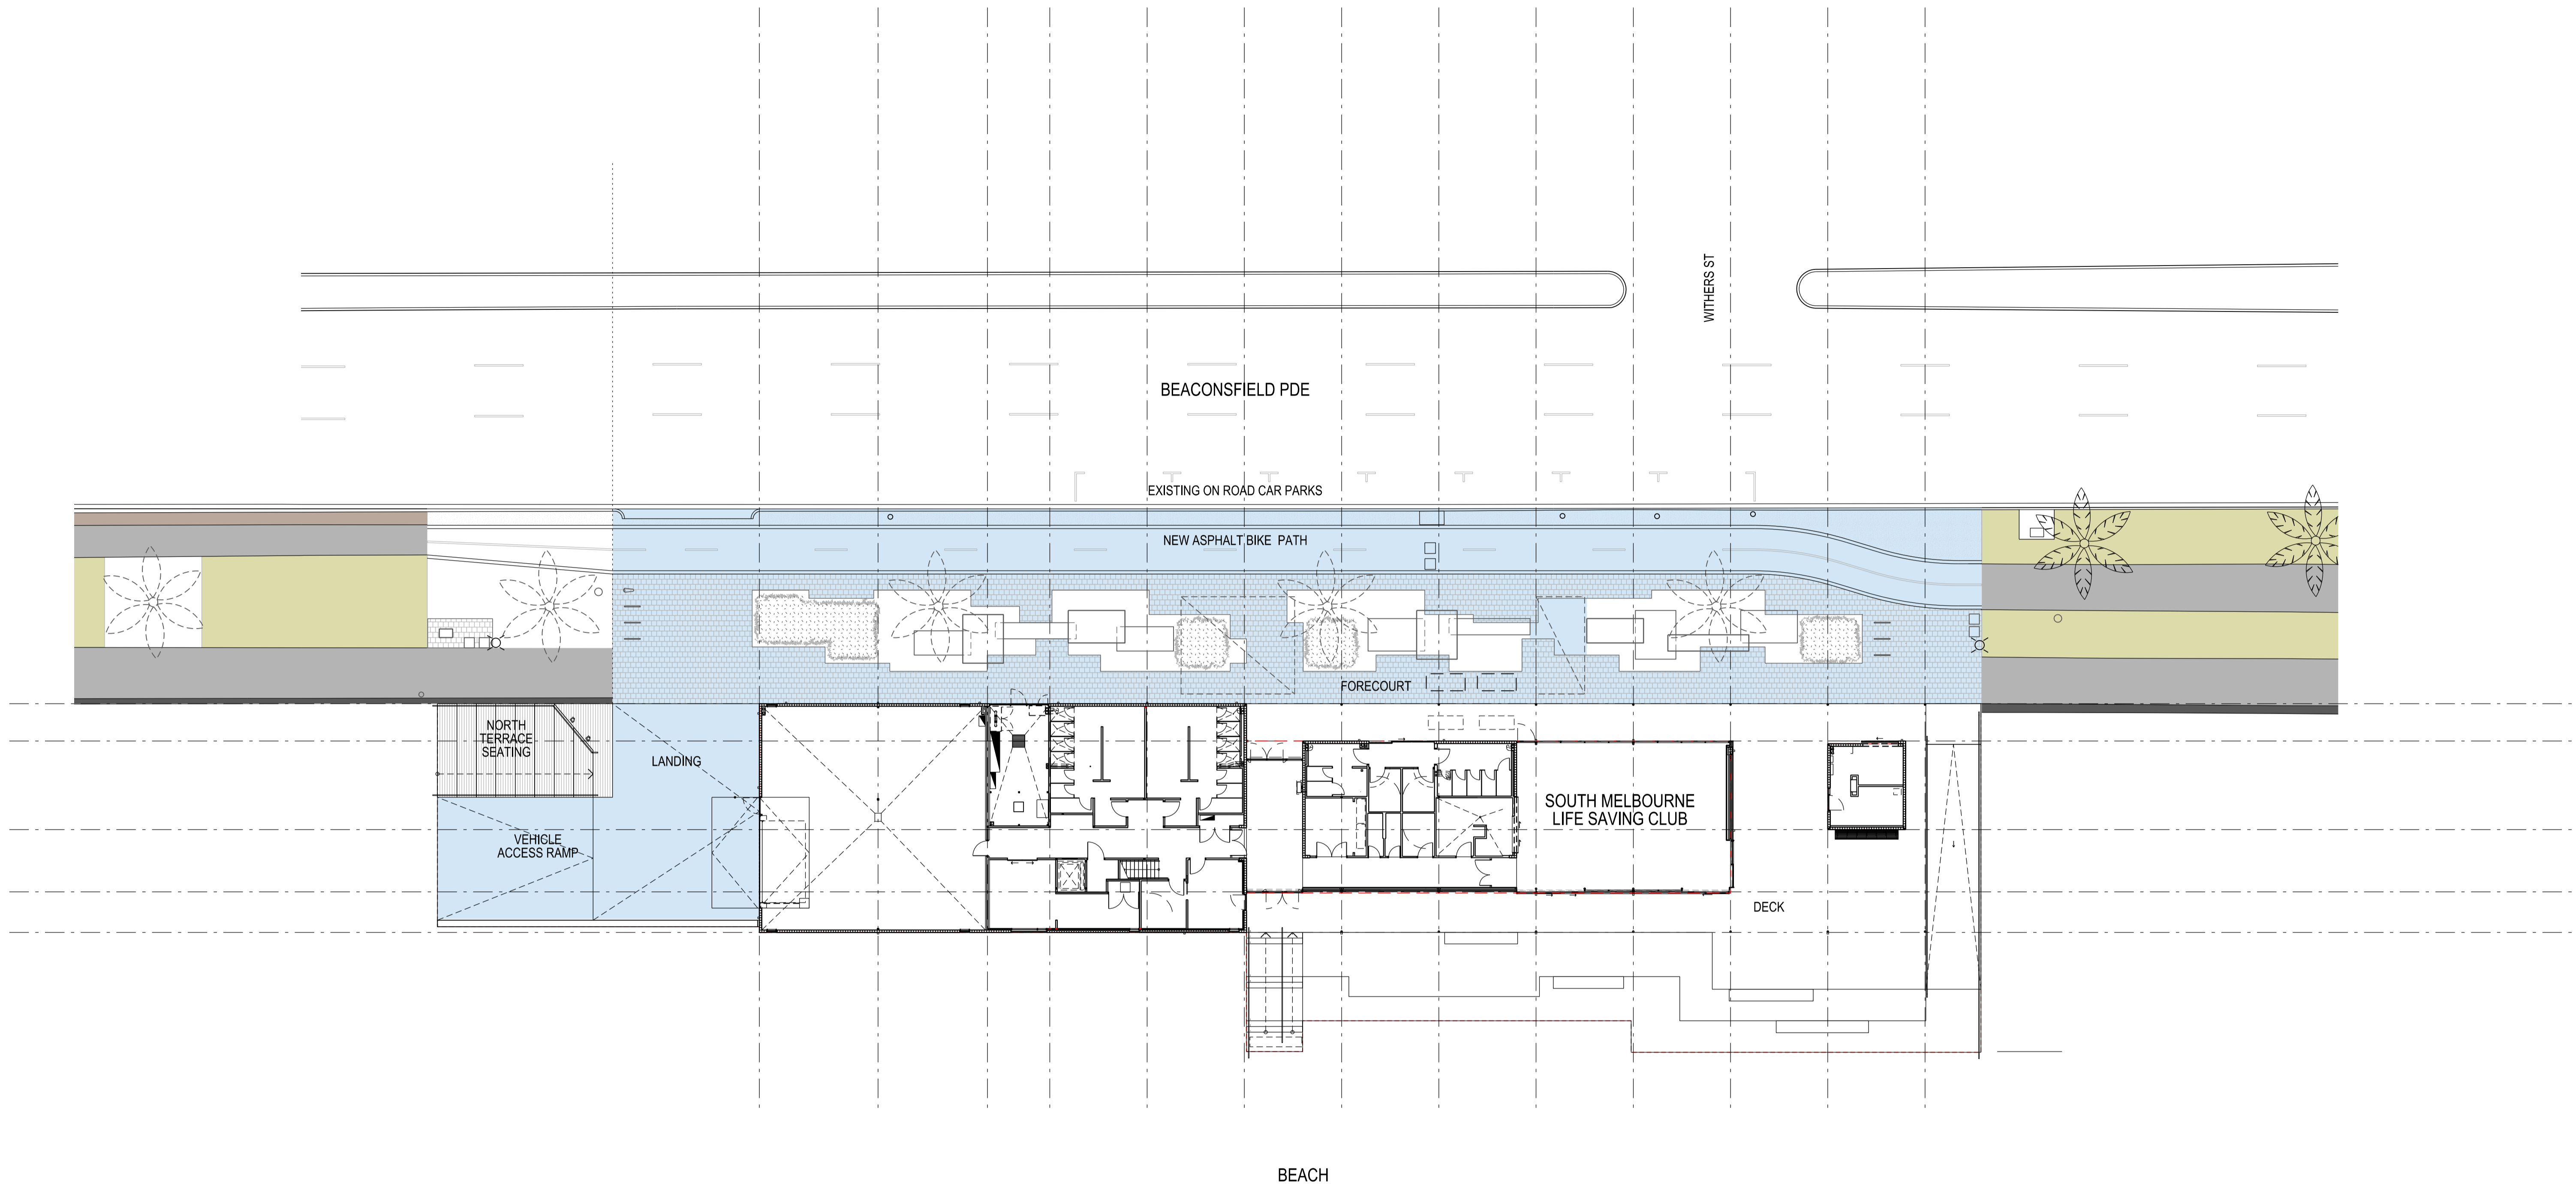 WITHERS ST
BEACONSFIELD PDE
EXISTING ON ROAD CAR PARKS
NEW ASPHALT BIKE PATH
FORECOURT
NORTH
TERRACE
SEATING
LANDING
VEHICLE
ACCESS RAMP
SOUTH MELBOURNE
LIFE SAVING CLUB
DECK
BEACH